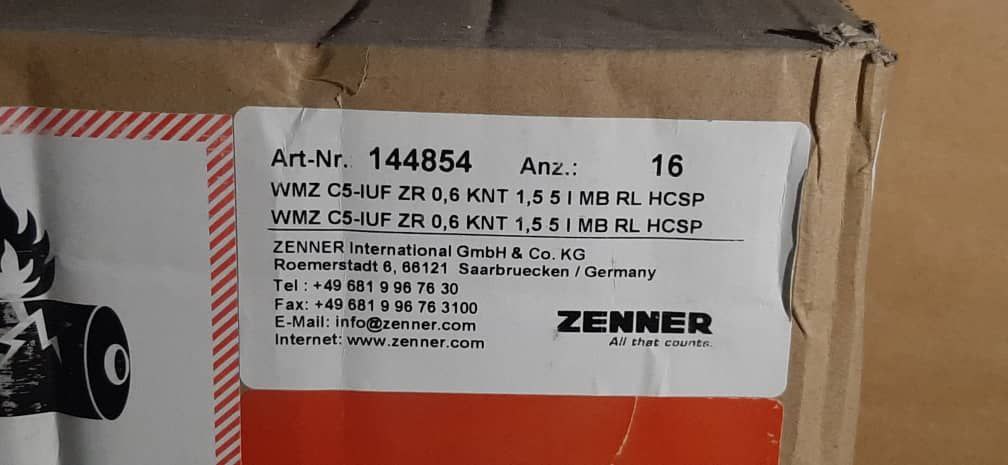 Art-Nr.: 144854 Anz.: 16
WMZ C5-IUF ZR 0,6 KNT 1,5 5 I MB RL HCSP
WMZ C5-IUF ZR 0,6 KNT 1,5 5 I MB RL HCSP
ZENNER International GmbH & Co. KG
Roemerstadt 6, 66121 Saarbruecken / Germany
Tel : +49 681 9 96 76 30
Fax: +49 681 9 96 76 3100
E-Mail: info@zenner.com
Internet: www.zenner.com
ZENNER
All that counts.